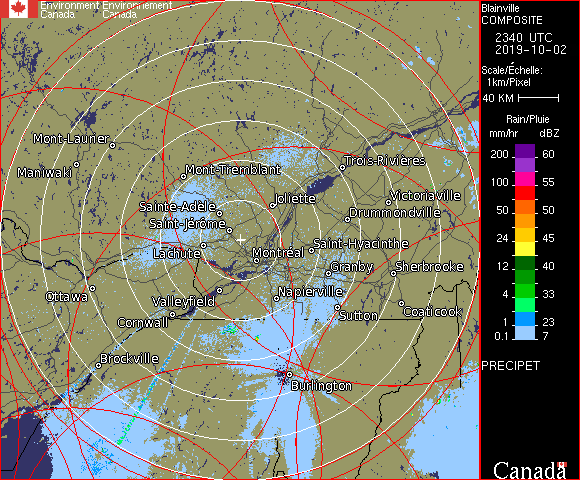 Environment Environnement
Canada Canada
Blainville
COMPOSITE
2340 UTC
2019-10-02
Scale/Échelle:
1km/Pixel
40 KM
Rain/Pluie
mm/hr dBZ
200 60
150 57
100 55
50 50
24 45
12 40
4 33
1 23
0.1 7
PRECIPET
Canada
Mont-Laurier
Maniwaki
Mont-Tremblant
Trois-Rivières
Sainte-Adèle
Joliette
Victoriaville
Saint-Jérôme
Drummondville
Lachute
Montréal
Saint-Hyacinthe
Granby
Sherbrooke
Ottawa
Valleyfield
Napierville
Cornwall
Sutton
Coaticook
Brockville
Burlington